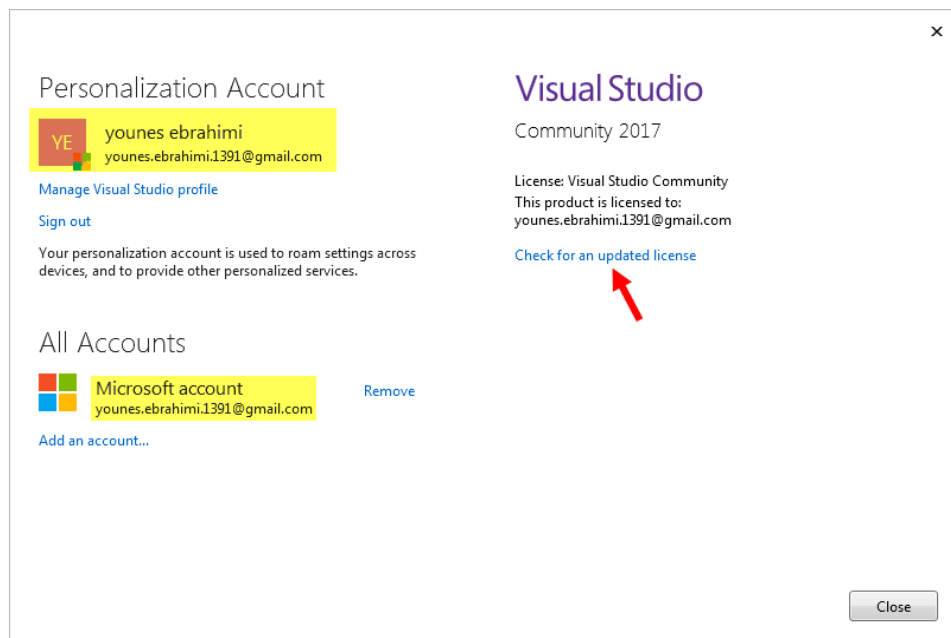 Personalization Account
YE
younes ebrahimi
younes.ebrahimi.1391@gmail.com
Manage Visual Studio profile
Sign out
Your personalization account is used to roam settings across
devices, and to provide other personalized services.
All Accounts
Microsoft account
younes.ebrahimi.1391@gmail.com
Remove
Add an account...
Visual Studio
Community 2017
License: Visual Studio Community
This product is licensed to:
younes.ebrahimi.1391@gmail.com
Check for an updated license
Close